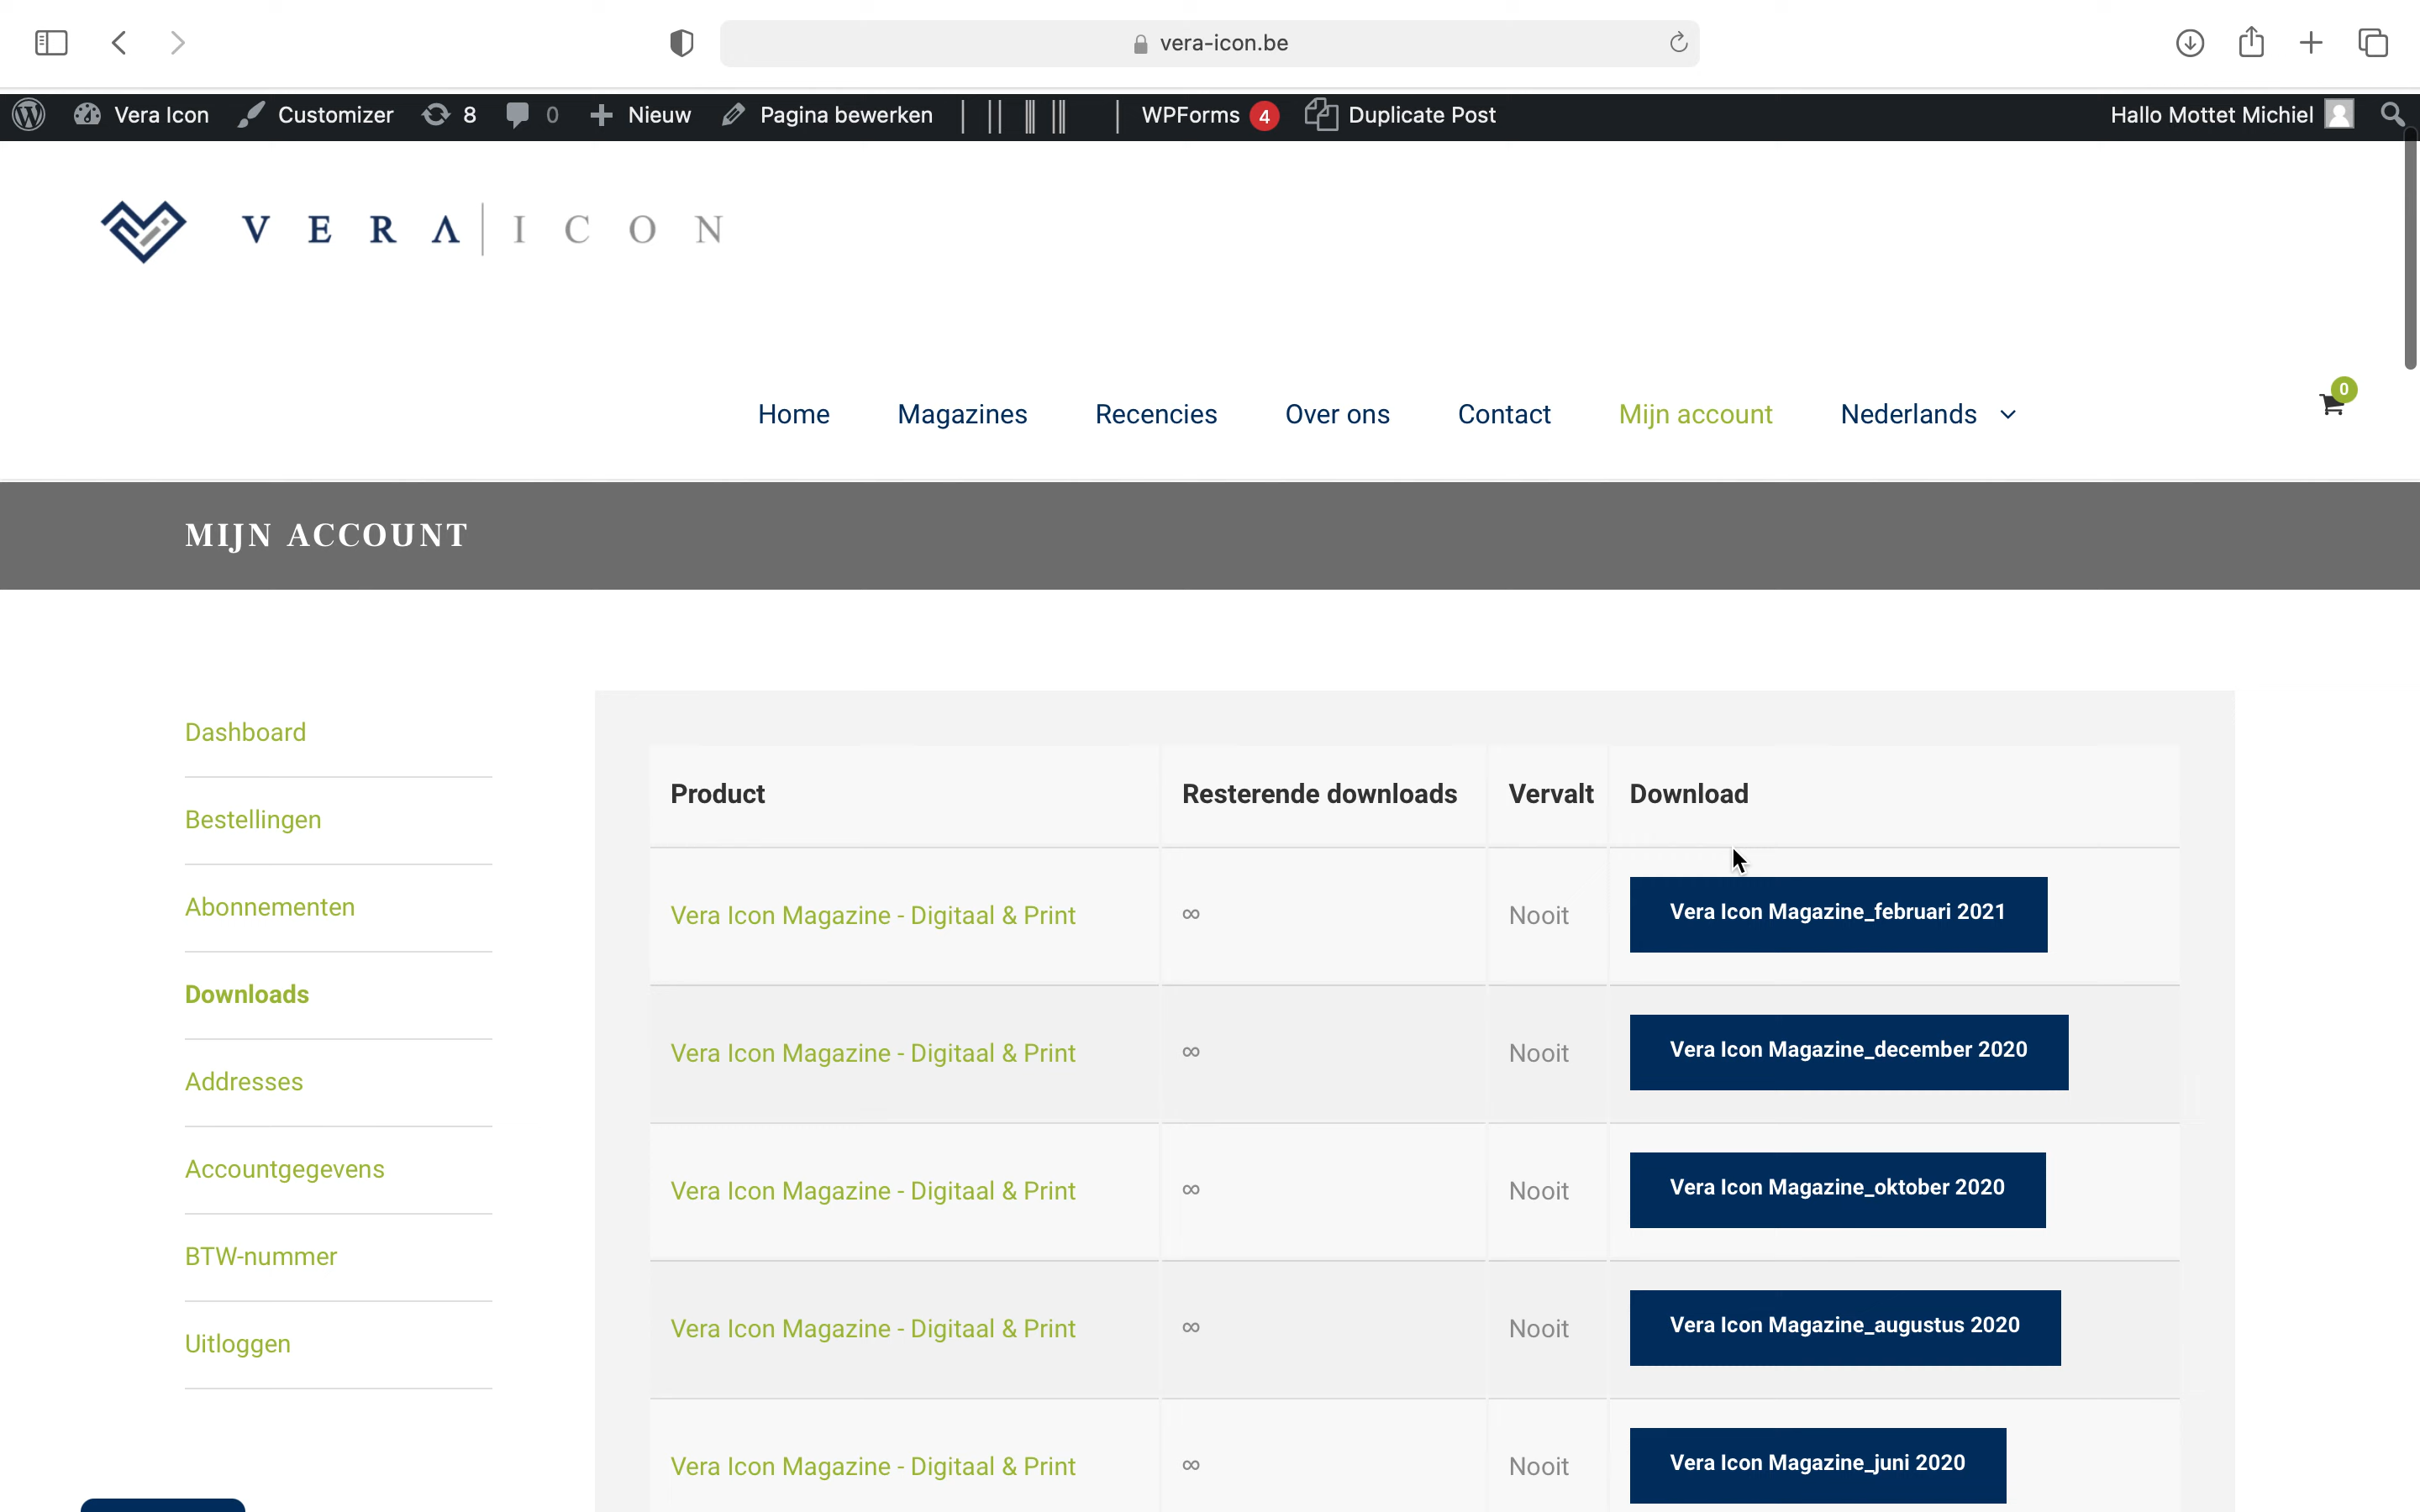 vera-icon.be
Vera Icon Customizer 8 0 Nieuw Pagina bewerken WPForms 4 Duplicate Post Hallo Mottet Michiel
VERA ICON
0
Home Magazines Recencies Over ons Contact Mijn account Nederlands
MIJN ACCOUNT
Dashboard
Bestellingen
Abonnementen
Downloads
Addresses
Accountgegevens
BTW-nummer
Uitloggen
Product Resterende downloads Vervalt Download
Vera Icon Magazine - Digitaal & Print ∞ Nooit Vera Icon Magazine_februari 2021
Vera Icon Magazine - Digitaal & Print ∞ Nooit Vera Icon Magazine_december 2020
Vera Icon Magazine - Digitaal & Print ∞ Nooit Vera Icon Magazine_oktober 2020
Vera Icon Magazine - Digitaal & Print ∞ Nooit Vera Icon Magazine_augustus 2020
Vera Icon Magazine - Digitaal & Print ∞ Nooit Vera Icon Magazine_juni 2020